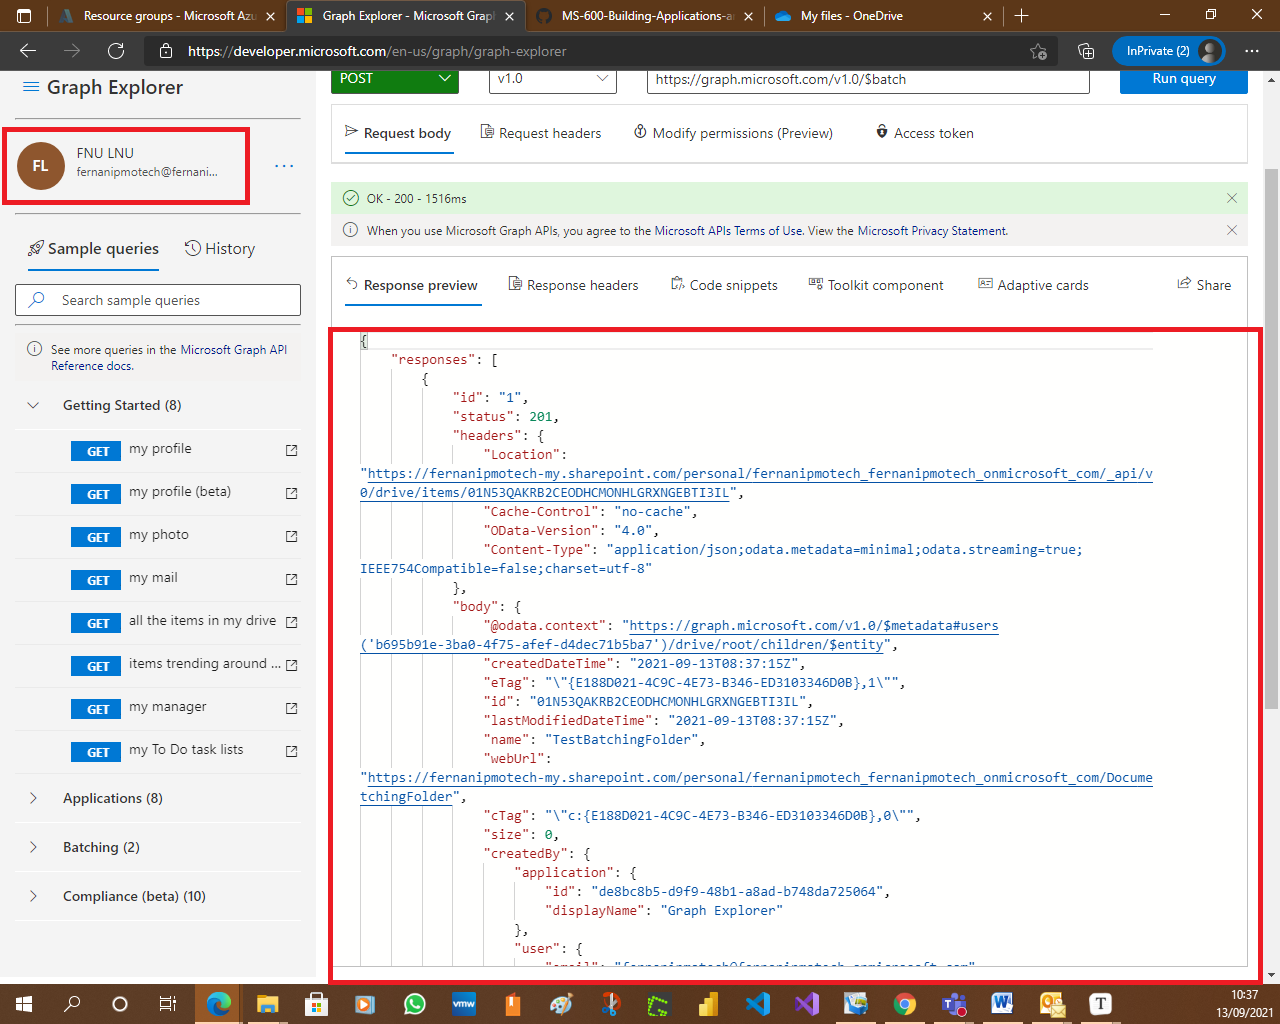 Resource groups - Microsoft Azu
Graph Explorer - Microsoft Graph
MS-600-Building-Applications-a
My files - OneDrive
https://developer.microsoft.com/en-us/graph/graph-explorer
InPrivate (2)
Graph Explorer
POST
v1.0
https://graph.microsoft.com/v1.0/$batch
Run query
FL
FNU LNU
fernanipmotech@fernani...
Request body
Request headers
Modify permissions (Preview)
Access token
OK - 200 - 1516ms
When you use Microsoft Graph APIs, you agree to the Microsoft APIs Terms of Use. View the Microsoft Privacy Statement.
Sample queries
History
Search sample queries
See more queries in the Microsoft Graph API
Reference docs.
Getting Started (8)
GET my profile
GET my profile (beta)
GET my photo
GET my mail
GET all the items in my drive
GET items trending around ...
GET my manager
GET my To Do task lists
Applications (8)
Batching (2)
Compliance (beta) (10)
Response preview
Response headers
Code snippets
Toolkit component
Adaptive cards
Share
{
"responses": [
{
"id": "1",
"status": 201,
"headers": {
"Location":
"https://fernanipmotech-my.sharepoint.com/personal/fernanipmotech_fernanipmotech_onmicrosoft_com/_api/v
0/drive/items/01N53QAKRB2CEODHCMONHLGRXNGEBTI3IL",
"Cache-Control": "no-cache",
"OData-Version": "4.0",
"Content-Type": "application/json;odata.metadata=minimal;odata.streaming=true;
IEEE754Compatible=false;charset=utf-8"
},
"body": {
"@odata.context": "https://graph.microsoft.com/v1.0/$metadata#users
('b695b91e-3ba0-4f75-afef-d4dec71b5ba7')/drive/root/children/$entity",
"createdDateTime": "2021-09-13T08:37:15Z",
"eTag": "\"{E188D021-4C9C-4E73-B346-ED3103346D0B},1\"",
"id": "01N53QAKRB2CEODHCMONHLGRXNGEBTI3IL",
"lastModifiedDateTime": "2021-09-13T08:37:15Z",
"name": "TestBatchingFolder",
"webUrl":
"https://fernanipmotech-my.sharepoint.com/personal/fernanipmotech_fernanipmotech_onmicrosoft_com/Docume
tchingFolder",
"cTag": "\"c:{E188D021-4C9C-4E73-B346-ED3103346D0B},0\"",
"size": 0,
"createdBy": {
"application": {
"id": "de8bc8b5-d9f9-48b1-a8ad-b748da725064",
"displayName": "Graph Explorer"
},
"user": {
"email": "fernanipmotech@fernanipmotech.onmicrosoft.com"
vmw
T
10:37
13/09/2021